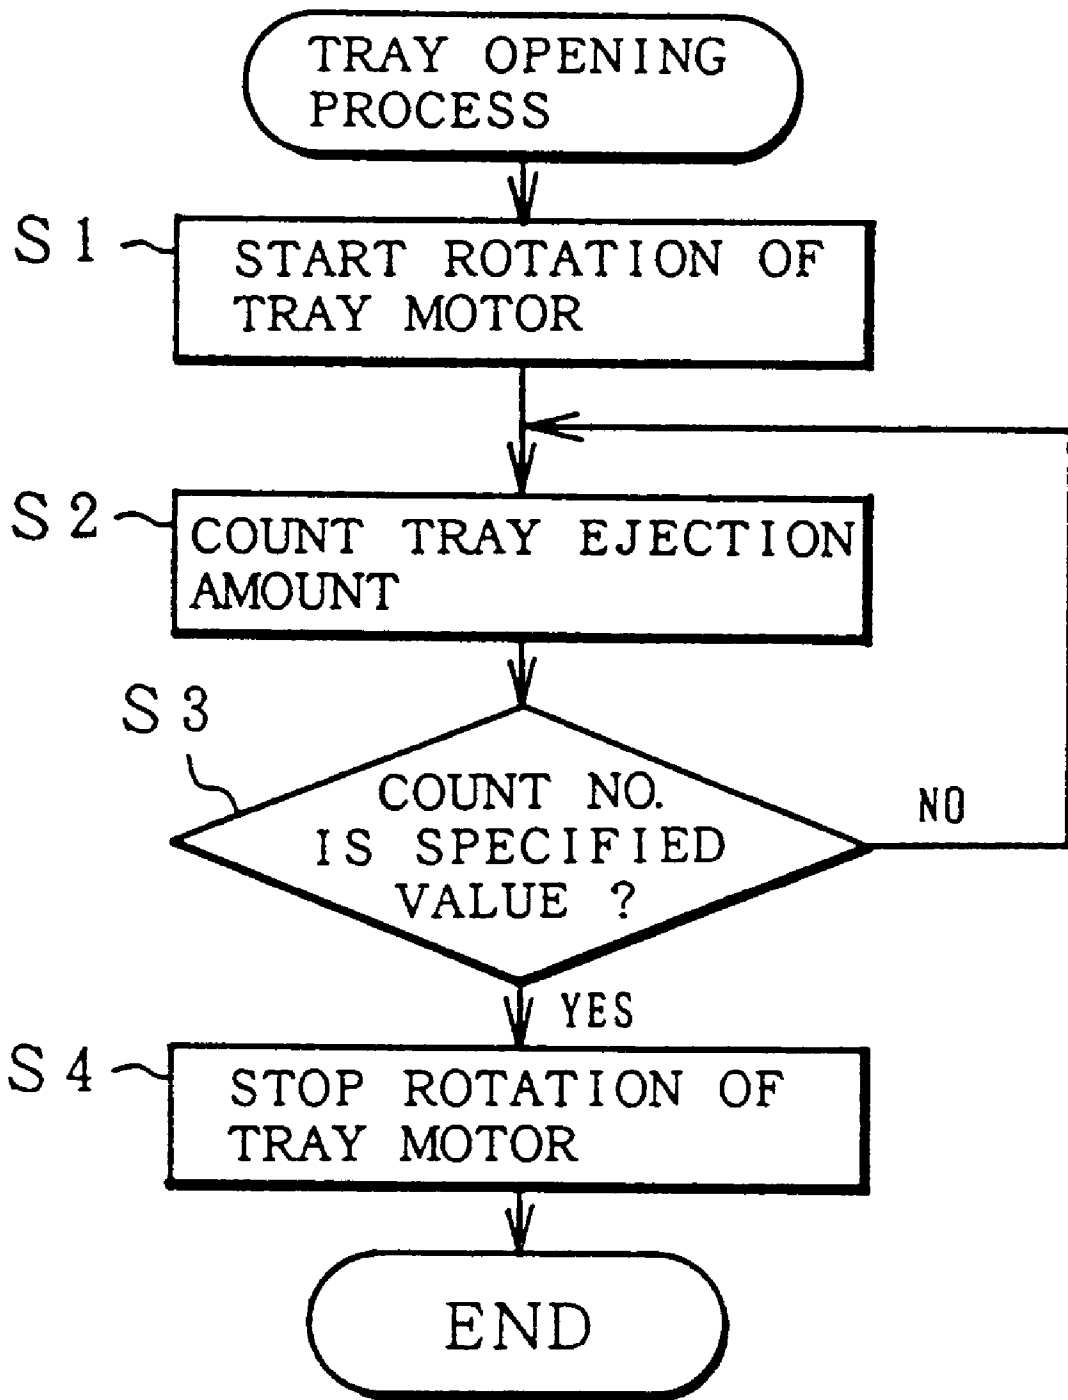 TRAY OPENING
PROCESS
S1
START ROTATION OF
TRAY MOTOR
S2
COUNT TRAY EJECTION
AMOUNT
S3
COUNT NO.
IS SPECIFIED
VALUE ?
NO
YES
S4
STOP ROTATION OF
TRAY MOTOR
END